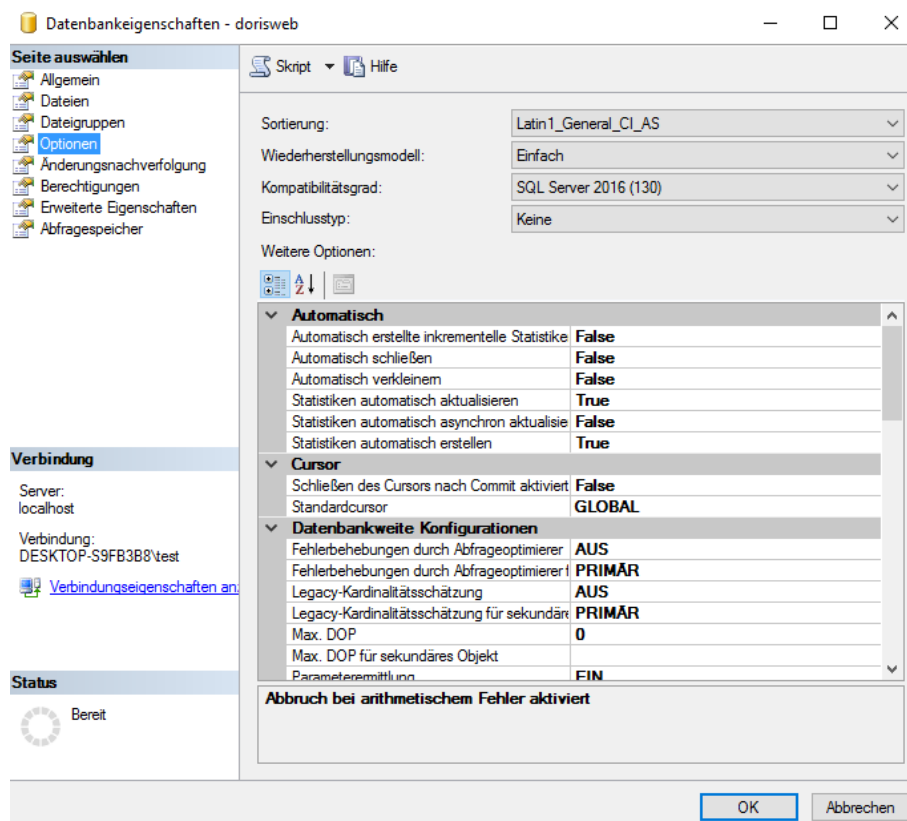 Datenbankeigenschaften - dorisweb
Seite auswählen
Allgemein
Dateien
Dateigruppen
Optionen
Änderungsnachverfolgung
Berechtigungen
Erweiterte Eigenschaften
Abfragespeicher
Verbindung
Server:
localhost
Verbindung:
DESKTOP-S9FB3B8\test
Verbindungseigenschaften an
Status
Bereit
Skript Hilfe
Sortierung: Latin1_General_CI_AS
Wiederherstellungsmodell: Einfach
Kompatibilitätsgrad: SQL Server 2016 (130)
Einschlusstyp: Keine
Weitere Optionen:
Automatisch
Automatisch erstellte inkrementelle Statistike False
Automatisch schließen False
Automatisch verkleinern False
Statistiken automatisch aktualisieren True
Statistiken automatisch asynchron aktualisie False
Statistiken automatisch erstellen True
Cursor
Schließen des Cursors nach Commit aktiviert False
Standardcursor GLOBAL
Datenbankweite Konfigurationen
Fehlerbehebungen durch Abfrageoptimierer AUS
Fehlerbehebungen durch Abfrageoptimierer f PRIMÄR
Legacy-Kardinalitätsschätzung AUS
Legacy-Kardinalitätsschätzung für sekundäre PRIMÄR
Max. DOP 0
Max. DOP für sekundäres Objekt
Parameterermittlung EIN
Abbruch bei arithmetischem Fehler aktiviert
OK Abbrechen